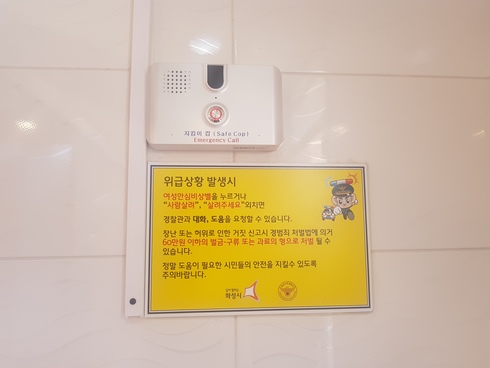 지킴이 캅 (Safe Cop)
Emergency Call
위급상황 발생시
여성안심비상벨을 누르거나
"사람살려", "살려주세요"외치면
경찰관과 대화, 도움을 요청할 수 있습니다.
장난 또는 허위로 인한 거짓 신고시 경범죄 처벌법에 의거
60만원 이하의 벌금·구류 또는 과료의 형으로 처벌 될 수
있습니다.
정말 도움이 필요한 시민들의 안전을 지킬수 있도록
주의바랍니다.
화성시